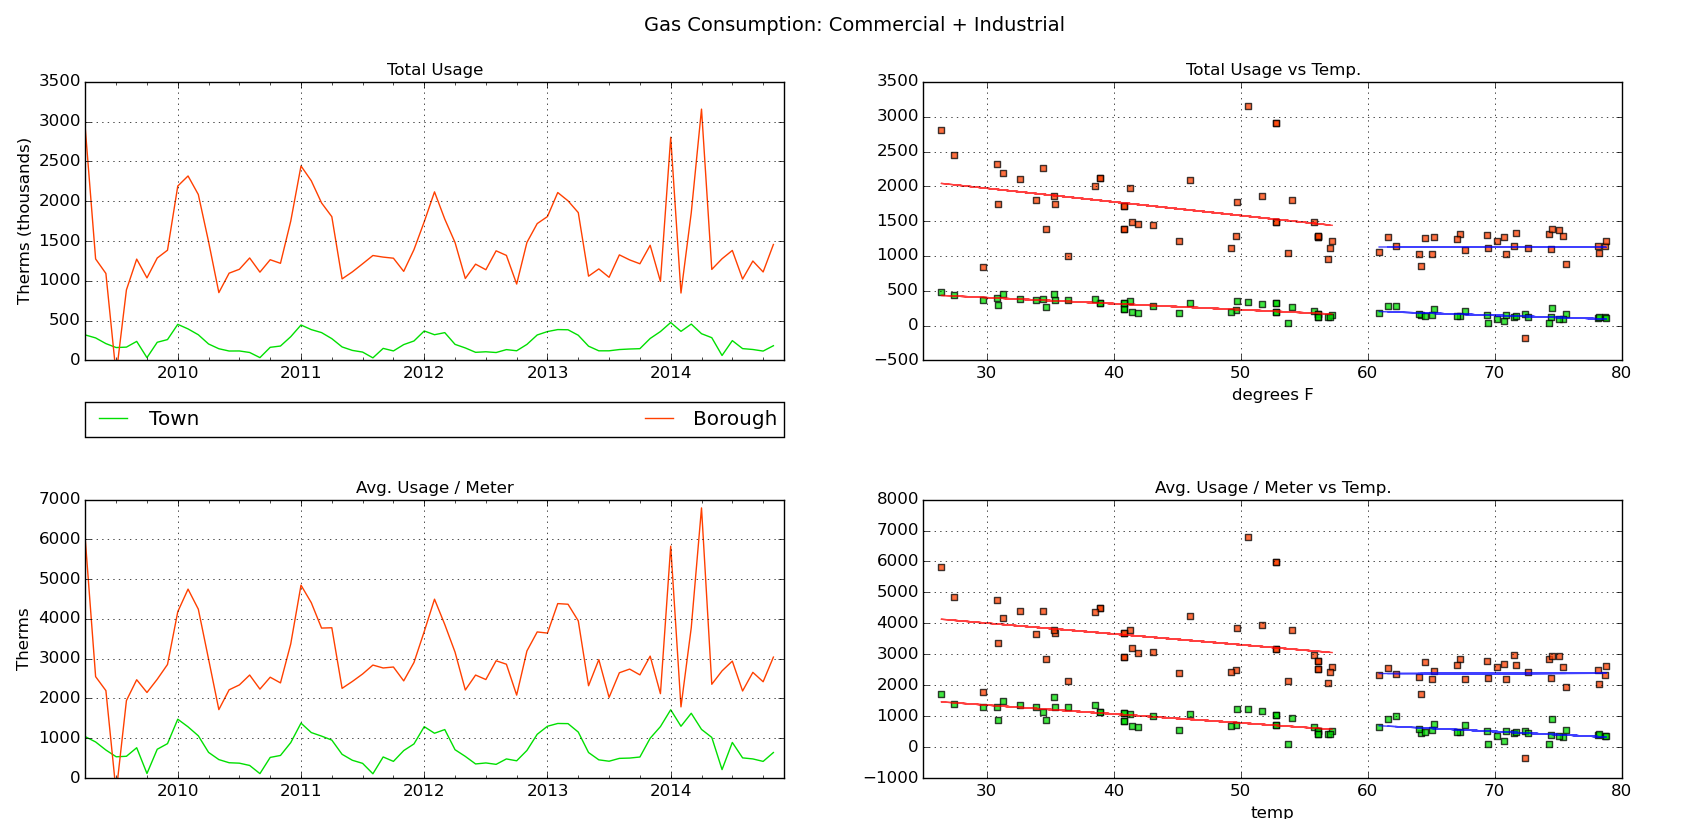 Gas Consumption: Commercial + Industrial
Total Usage
Therms (thousands)
3500
3000
2500
2000
1500
1000
500
0
2010 2011 2012 2013 2014
Town Borough
Total Usage vs Temp.
3500
3000
2500
2000
1500
1000
500
0
−500
30 40 50 60 70 80
degrees F
Avg. Usage / Meter
Therms
7000
6000
5000
4000
3000
2000
1000
0
2010 2011 2012 2013 2014
Avg. Usage / Meter vs Temp.
8000
7000
6000
5000
4000
3000
2000
1000
0
−1000
30 40 50 60 70 80
temp